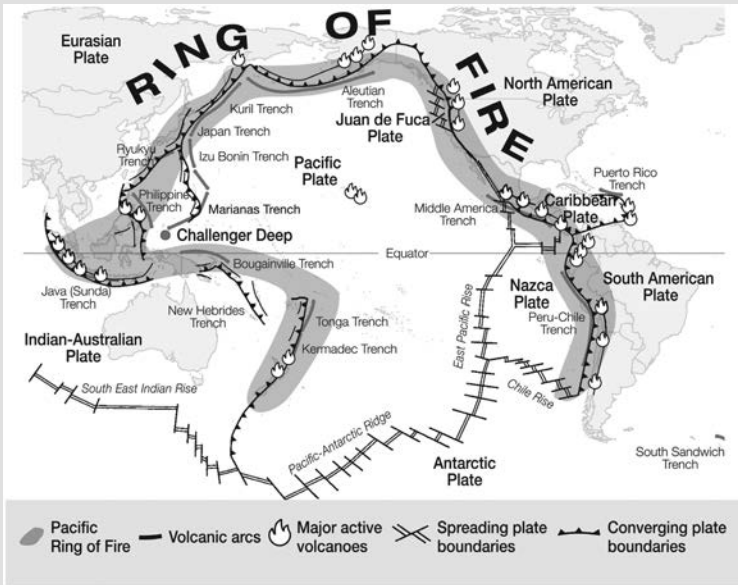 RING OF FIRE
Eurasian
Plate
North American
Plate
Aleutian
Trench
Kuril Trench
Juan de Fuca
Plate
Japan Trench
Ryukyu
Trench
Izu Bonin Trench
Pacific
Plate
Puerto Rico
Trench
Philippine
Trench
Marianas Trench
Middle America
Trench
Caribbean
Plate
Challenger Deep
Equator
Bougainville Trench
Java (Sunda)
Trench
Nazca
Plate
South American
Plate
New Hebrides
Trench
Tonga Trench
Peru-Chile
Trench
Indian-Australian
Plate
Kermadec Trench
East Pacific Rise
South East Indian Rise
Chile Rise
Pacific-Antarctic Ridge
Antarctic
Plate
South Sandwich
Trench
Pacific
Ring of Fire
Volcanic arcs
Major active
volcanoes
Spreading plate
boundaries
Converging plate
boundaries